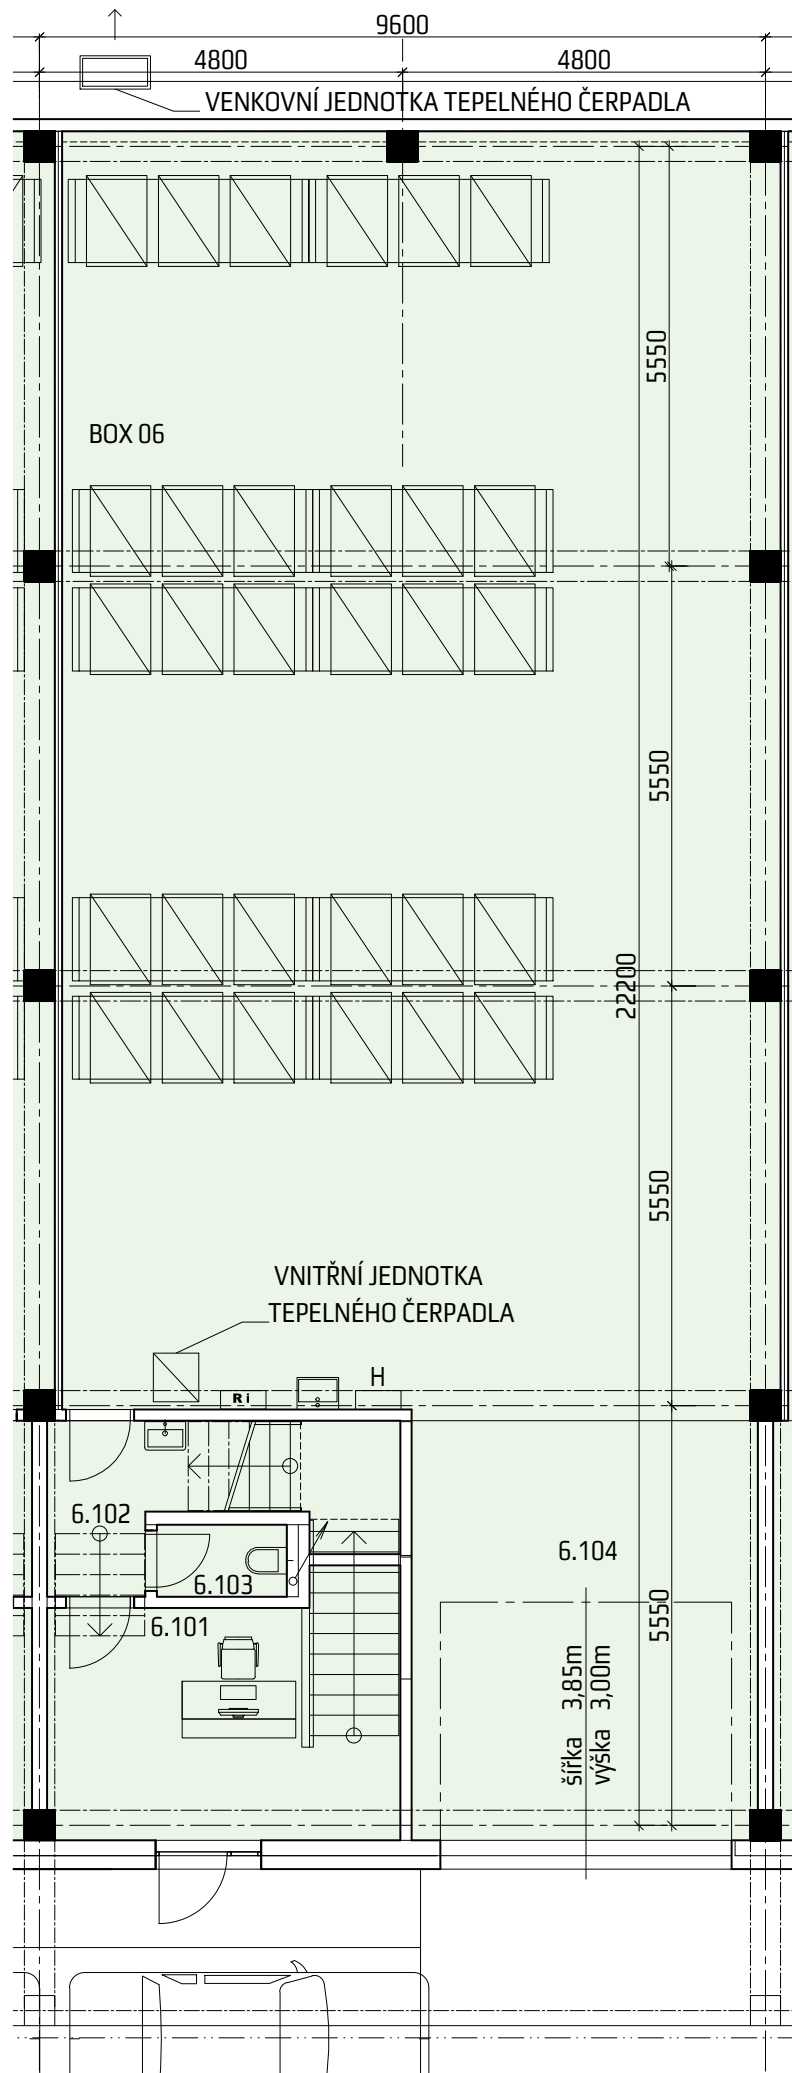 9600
4800
4800
VENKOVNÍ JEDNOTKA TEPELNÉHO ČERPADLA
5550
BOX 06
5550
22200
5550
VNITŘNÍ JEDNOTKA
TEPELNÉHO ČERPADLA
Ri
H
6.102
6.103
6.104
6.101
5550
šířka 3,85m
výška 3,00m